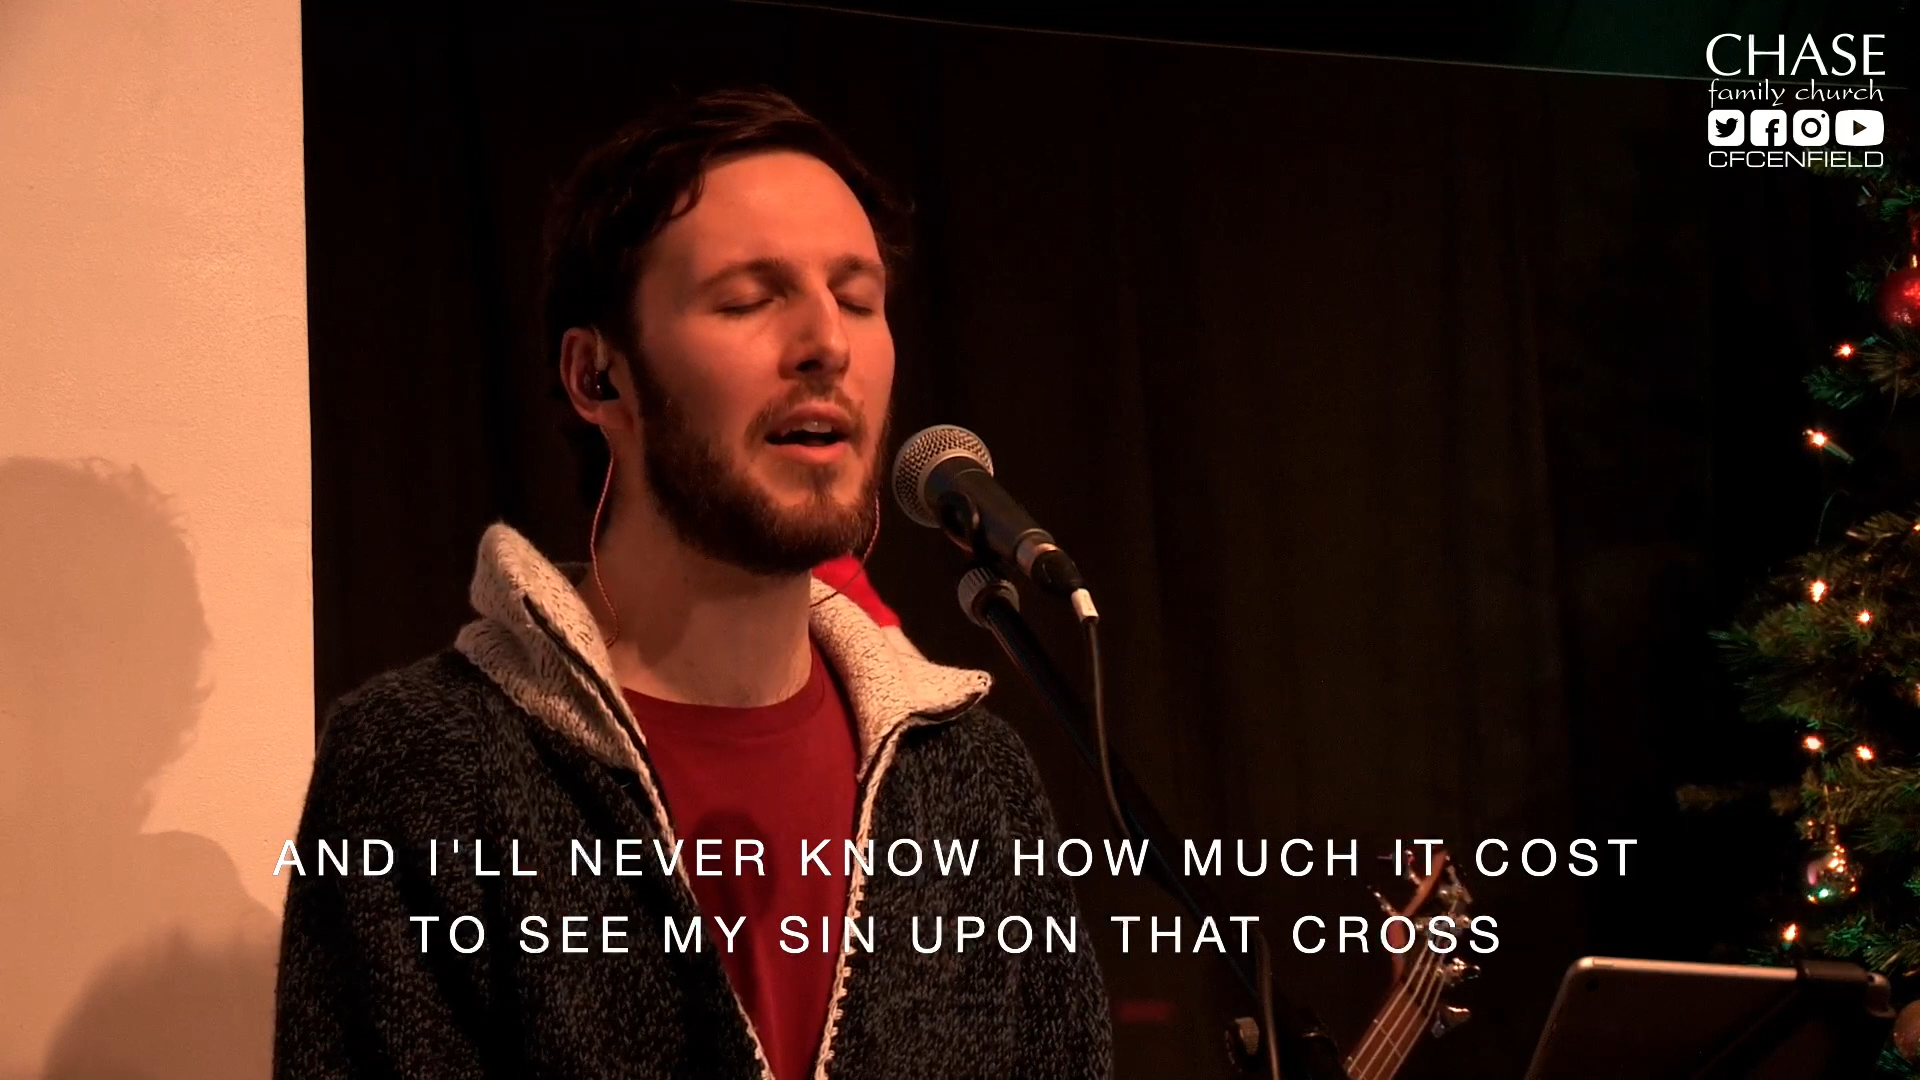 CHASE
family church
CFCENFIELD
AND I'LL NEVER KNOW HOW MUCH IT COST
TO SEE MY SIN UPON THAT CROSS